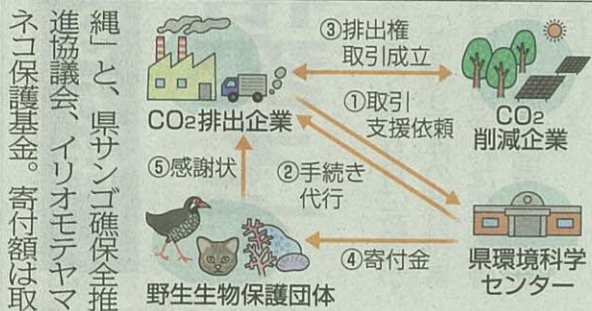 縄」と、県サンゴ礁保全推
進協議会、イリオモテヤマ
ネコ保護基金。寄付額は取
③排出権
取引成立
CO2排出企業
①取引
支援依頼
CO2
削減企業
⑤感謝状
②手続き
代行
④寄付金
県環境科学
センター
野生生物保護団体